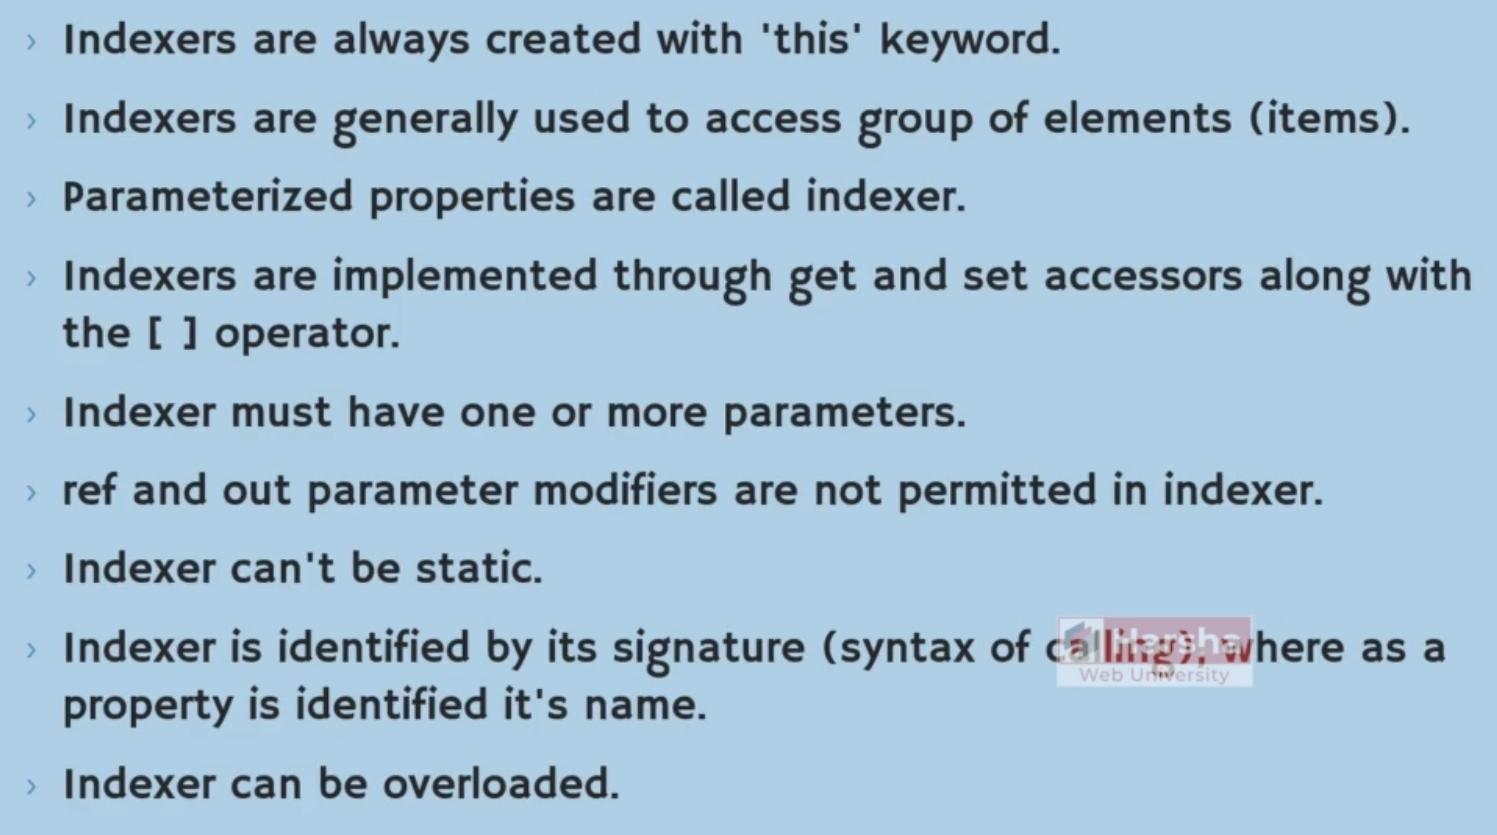 › Indexers are always created with 'this' keyword.
› Indexers are generally used to access group of elements (items).
› Parameterized properties are called indexer.
› Indexers are implemented through get and set accessors along with
the [ ] operator.
› Indexer must have one or more parameters.
› ref and out parameter modifiers are not permitted in indexer.
› Indexer can't be static.
› Indexer is identified by its signature (syntax of calling), where as a
Harsha
Web University
property is identified it's name.
› Indexer can be overloaded.